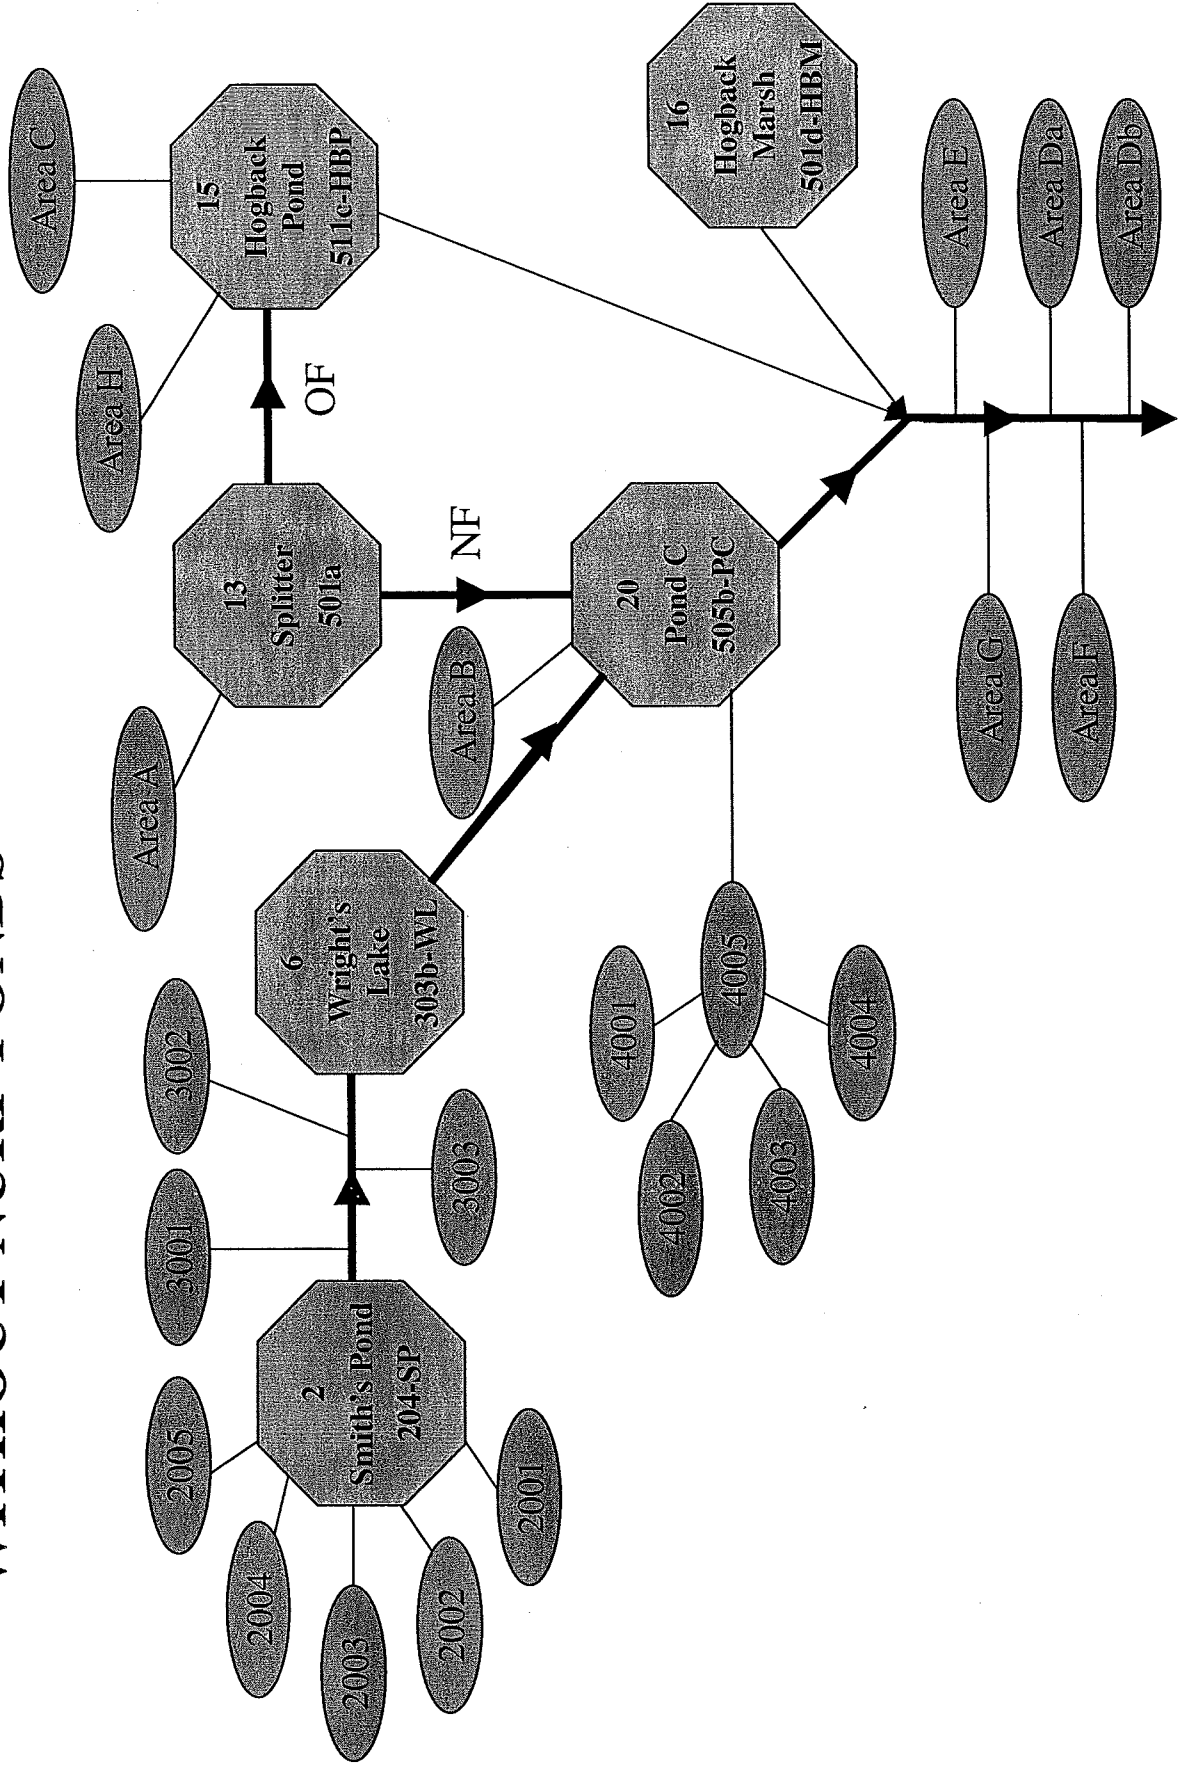 2005
2004
2003
2002
2001
2
Smith's Pond
204-SP
3001
3002
3003
6
Wright's
Lake
303b-WL
4001
4002
4003
4004
4005
Area A
Area B
13
Splitter
501a
NF
OF
20
Pond C
505b-PC
Area G
Area F
Area H
Area C
15
Hogback
Pond
511c-HBP
16
Hogback
Marsh
501d-HBM
Area E
Area Da
Area Db